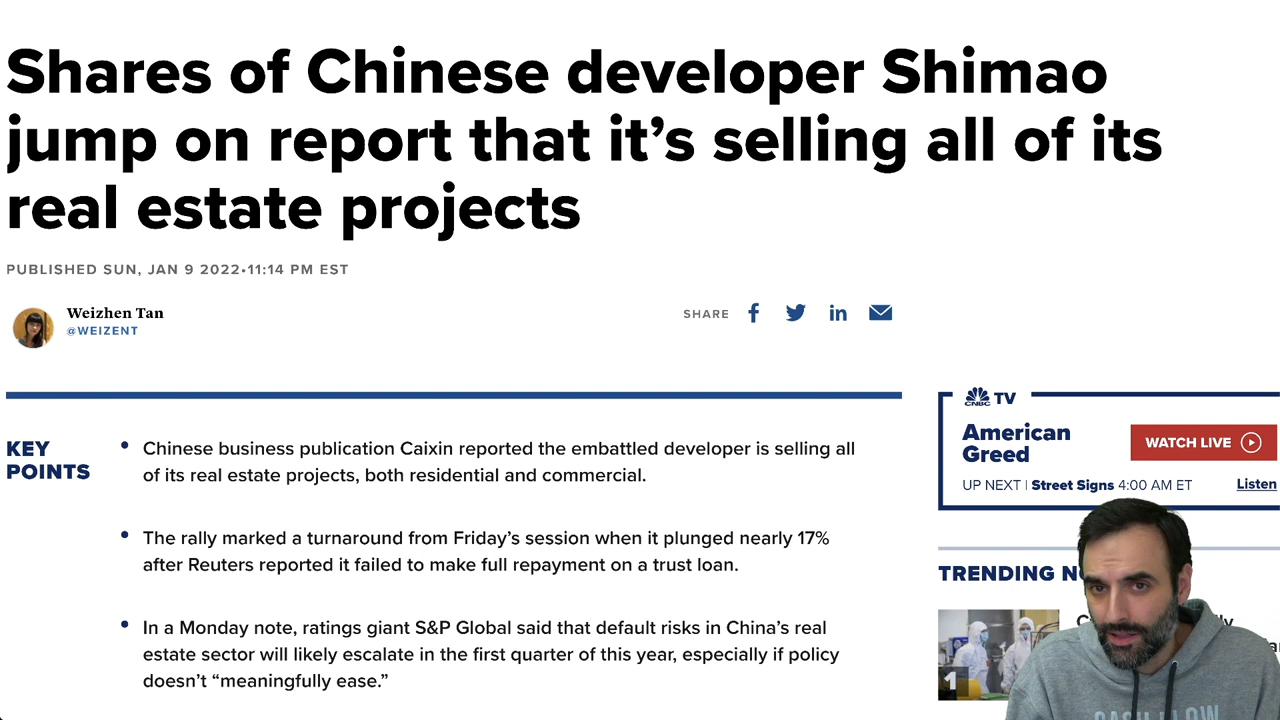 Shares of Chinese developer Shimao
jump on report that it’s selling all of its
real estate projects
PUBLISHED SUN, JAN 9 2022•11:14 PM EST
Weizhen Tan
@WEIZENT
SHARE
KEY
POINTS
• Chinese business publication Caixin reported the embattled developer is selling all
of its real estate projects, both residential and commercial.
• The rally marked a turnaround from Friday’s session when it plunged nearly 17%
after Reuters reported it failed to make full repayment on a trust loan.
• In a Monday note, ratings giant S&P Global said that default risks in China’s real
estate sector will likely escalate in the first quarter of this year, especially if policy
doesn’t “meaningfully ease.”
CNBC TV
American
Greed
WATCH LIVE
UP NEXT | Street Signs 4:00 AM ET
Listen
TRENDING
1
CASH FLOW